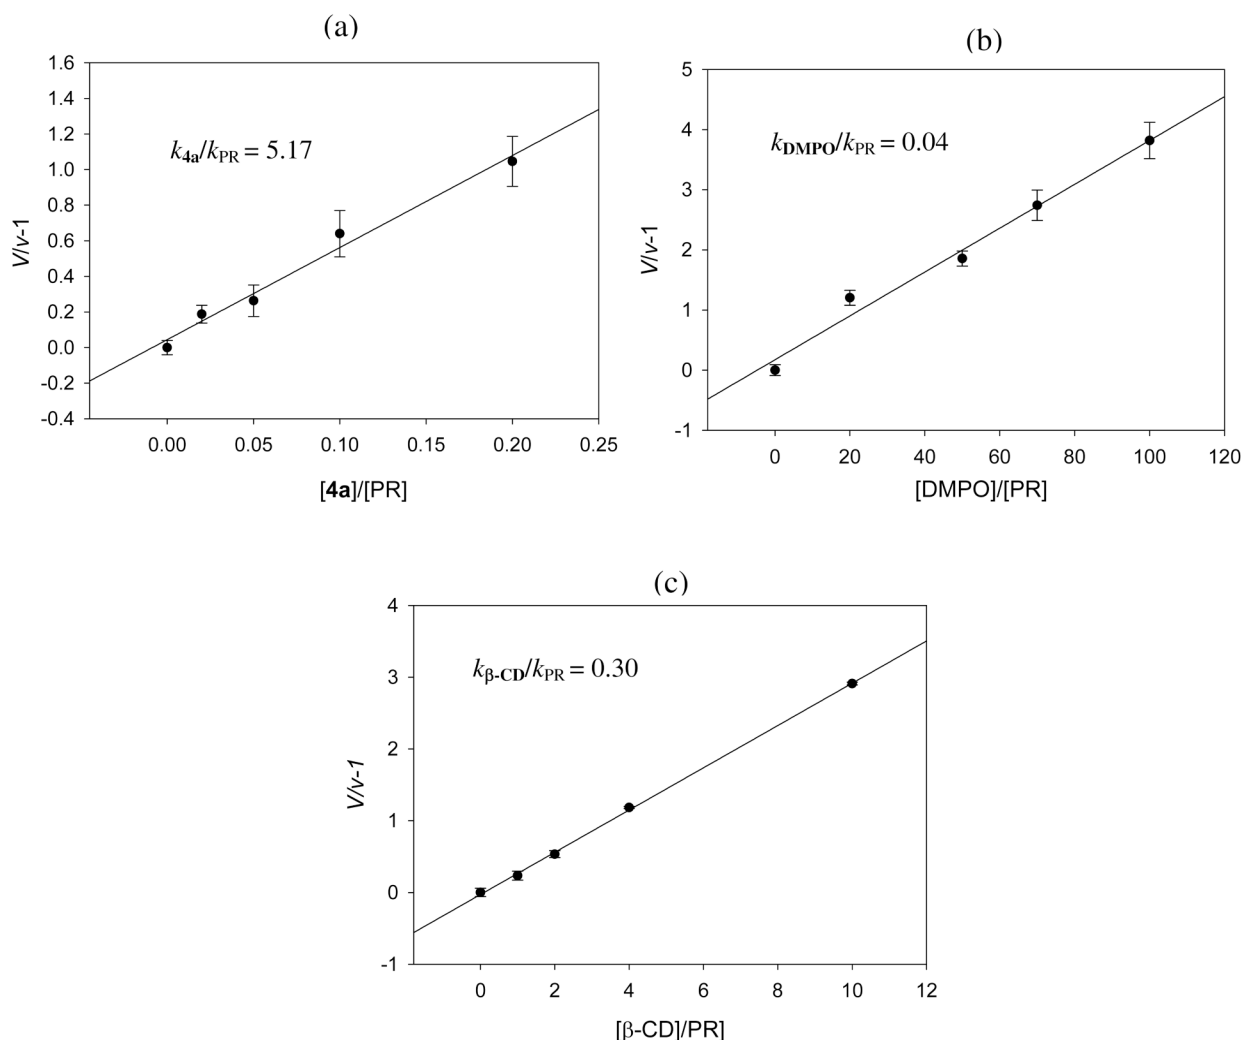 (a)
1.6
1.4
1.2
1.0
0.8
0.6
0.4
0.2
0.0
-0.2
-0.4
V/v-1
k4a/kPR = 5.17
0.00 0.05 0.10 0.15 0.20 0.25
[4a]/[PR]
(b)
5
4
3
2
1
0
-1
V/v-1
kDMPO/kPR = 0.04
0 20 40 60 80 100 120
[DMPO]/[PR]
(c)
4
3
2
1
0
-1
V/v-1
kβ-CD/kPR = 0.30
0 2 4 6 8 10 12
[β-CD]/PR]